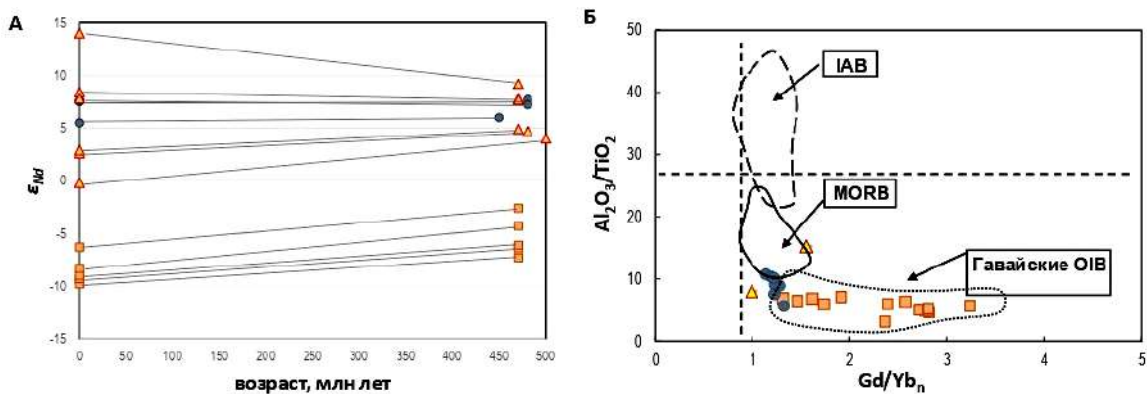 А
15
10
5
0
-5
-10
-15
0 50 100 150 200 250 300 350 400 450 500
εNd
возраст, млн лет
Б
50
40
30
20
10
0
0 1 2 3 4 5
Al2O3/TiO2
Gd/Ybn
IAB
MORB
Гавайские OIB